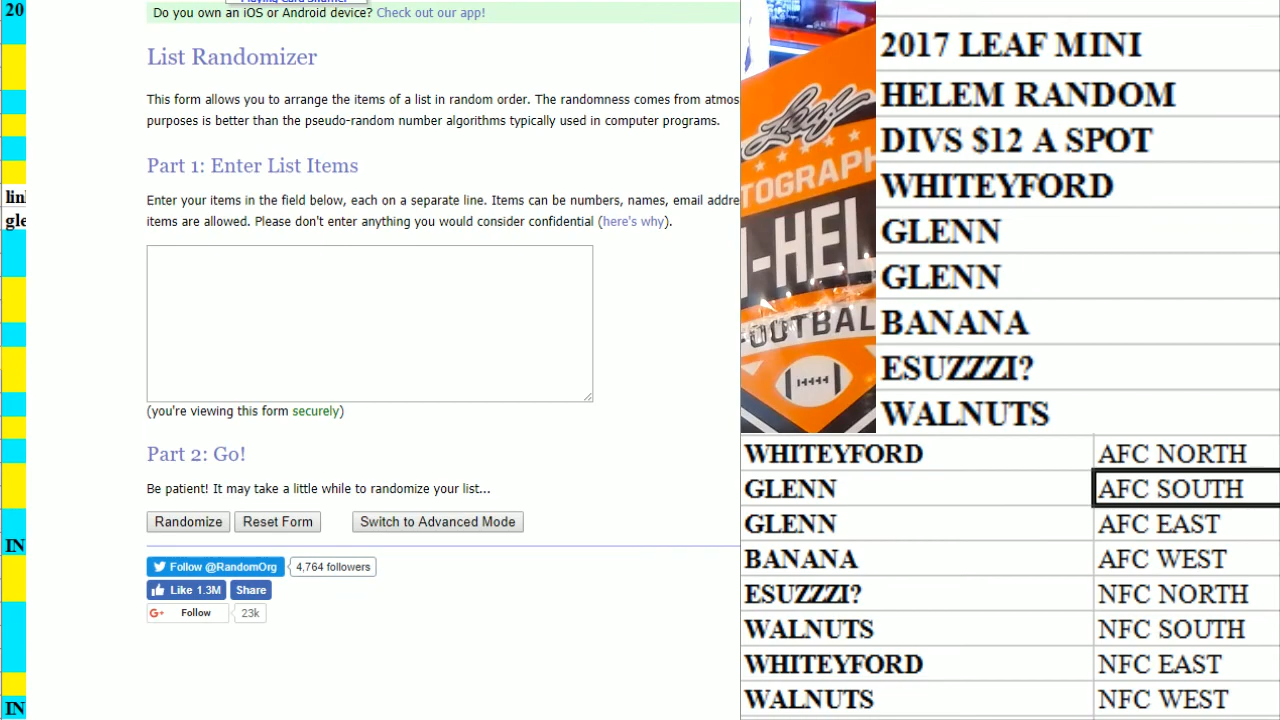 20
lin
gle
IN
IN
Do you own an iOS or Android device? Check out our app!
List Randomizer
This form allows you to arrange the items of a list in random order. The randomness comes from atmos
purposes is better than the pseudo-random number algorithms typically used in computer programs.
Part 1: Enter List Items
Enter your items in the field below, each on a separate line. Items can be numbers, names, email addre
items are allowed. Please don't enter anything you would consider confidential (here's why).
(you're viewing this form securely)
Part 2: Go!
Be patient! It may take a little while to randomize your list...
Randomize Reset Form Switch to Advanced Mode
Follow @RandomOrg 4,764 followers
Like 1.3M Share
G+ Follow 23k
Leaf
TOGRAPH
I-HEL
OOTBAL
2017 LEAF MINI
HELEM RANDOM
DIVS $12 A SPOT
WHITEYFORD
GLENN
GLENN
BANANA
ESUZZZI?
WALNUTS
WHITEYFORD AFC NORTH
GLENN AFC SOUTH
GLENN AFC EAST
BANANA AFC WEST
ESUZZZI? NFC NORTH
WALNUTS NFC SOUTH
WHITEYFORD NFC EAST
WALNUTS NFC WEST